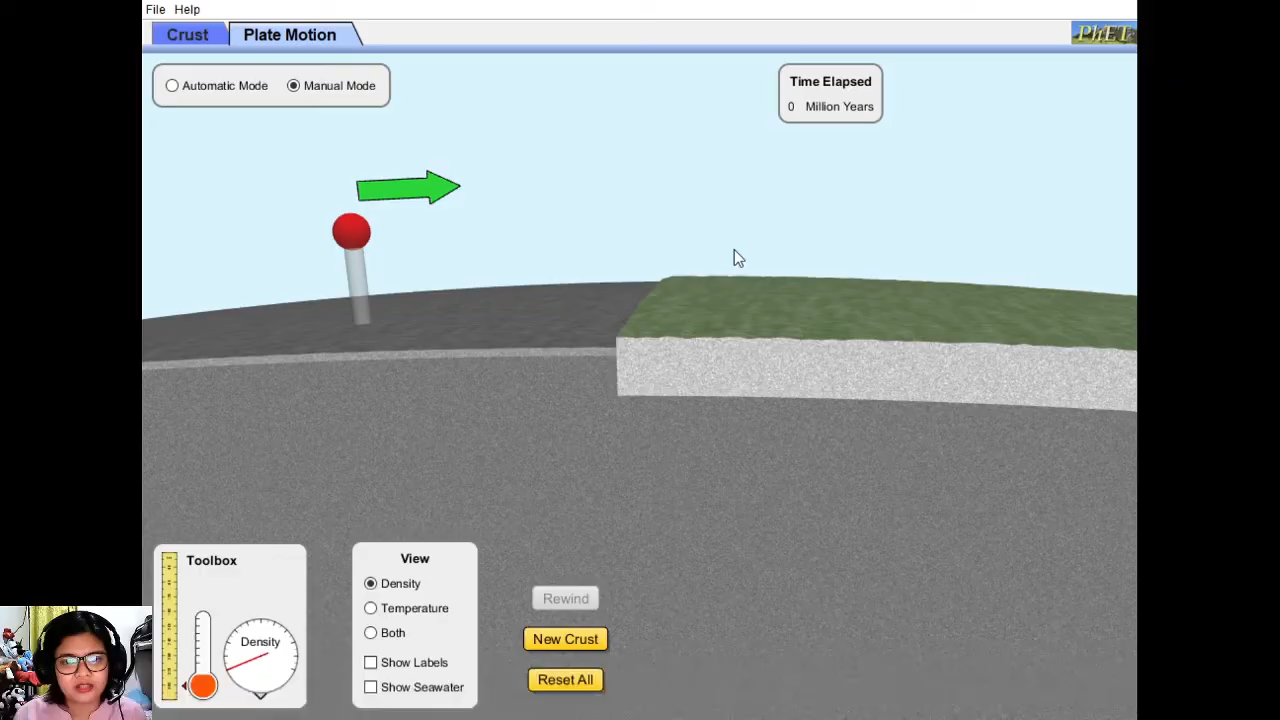 File Help
Crust Plate Motion PhET
Automatic Mode Manual Mode
Time Elapsed
0 Million Years
Toolbox
Density
View
Density
Temperature
Both
Show Labels
Show Seawater
Rewind
New Crust
Reset All